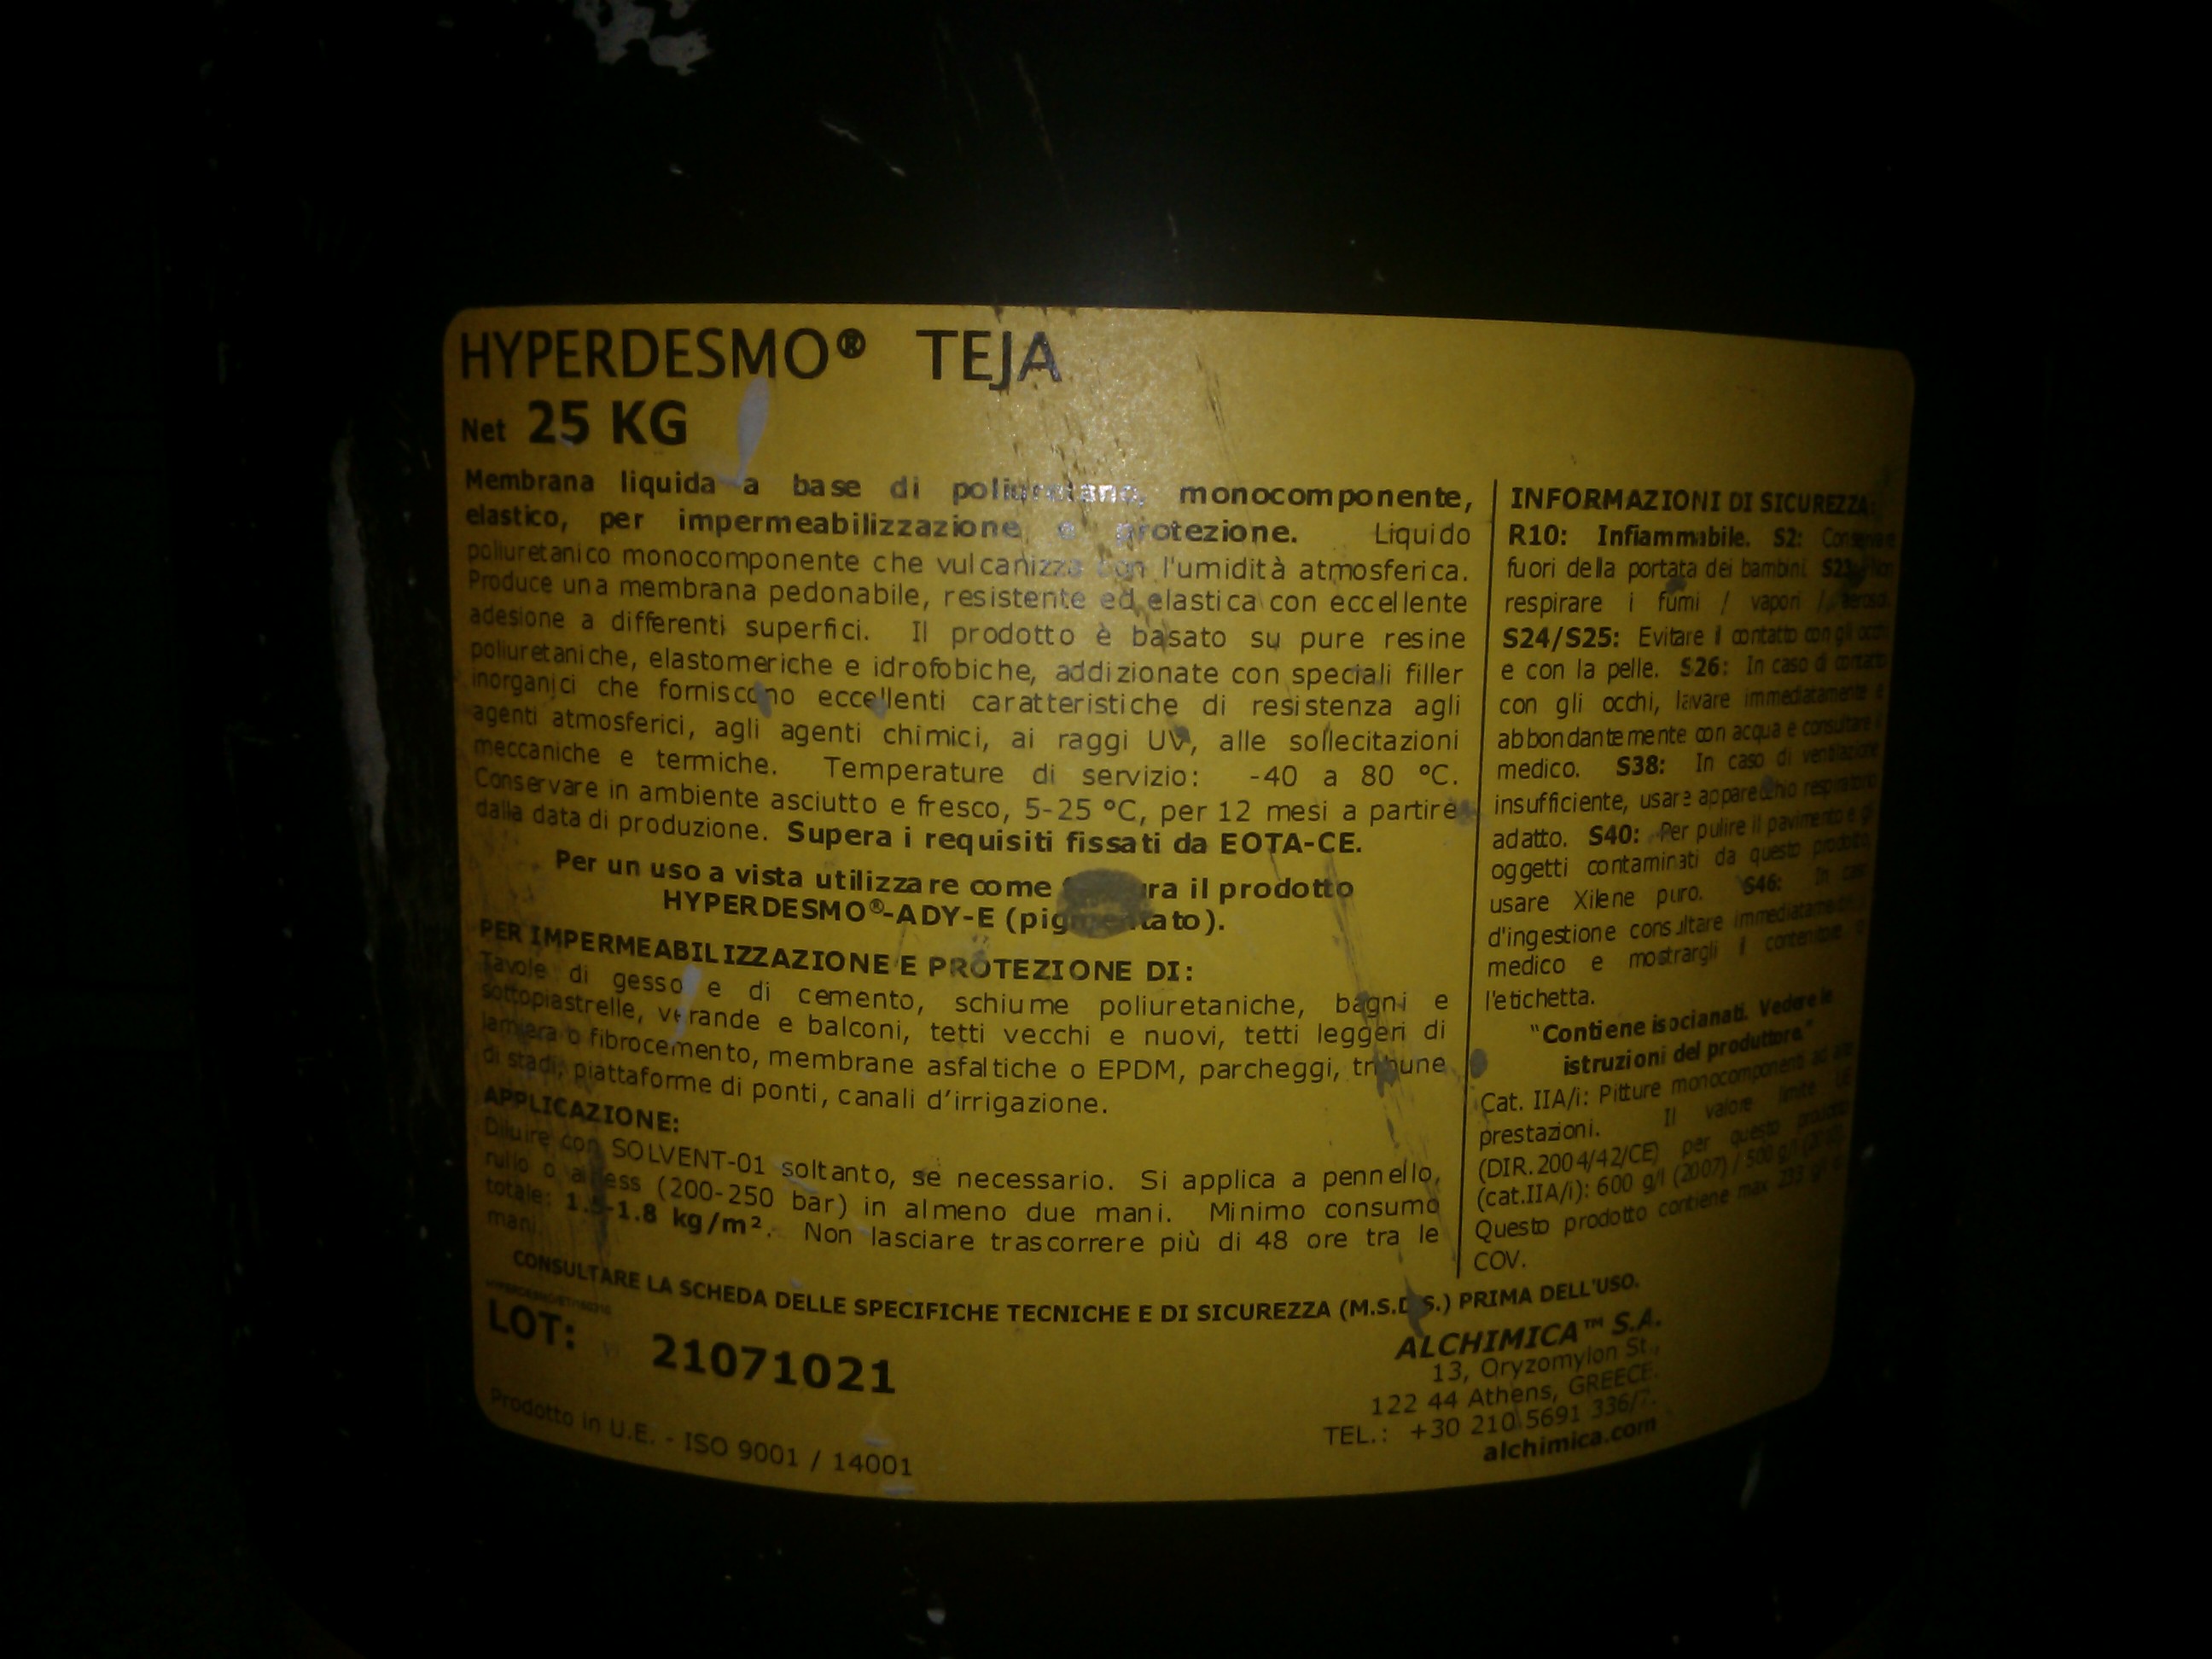 HYPERDESMO® TEJA
Net 25 KG
Membrana liquida a base di poliuretano, monocomponente,
elastico, per impermeabilizzazione e protezione. Liquido
poliuretanico monocomponente che vulcanizza con l'umidità atmosferica.
Produce una membrana pedonabile, resistente ed elastica con eccellente
adesione a differenti superfici. Il prodotto è basato su pure resine
poliuretaniche, elastomeriche e idrofobiche, addizionate con speciali filler
inorganici che forniscono eccellenti caratteristiche di resistenza agli
agenti atmosferici, agli agenti chimici, ai raggi UV, alle sollecitazioni
meccaniche e termiche. Temperature di servizio: -40 a 80 °C.
Conservare in ambiente asciutto e fresco, 5-25 °C, per 12 mesi a partire
dalla data di produzione. Supera i requisiti fissati da EOTA-CE.
Per un uso a vista utilizzare come il prodotto
HYPERDESMO®-ADY-E (pigmentato).
PER IMPERMEABILIZZAZIONE E PROTEZIONE DI:
Tavole di gesso e di cemento, schiume poliuretaniche, bagni e
sottopiastrelle, verande e balconi, tetti vecchi e nuovi, tetti leggeri di
lamiera o fibrocemento, membrane asfaltiche o EPDM, parcheggi, tribune
di stadi, piattaforme di ponti, canali d'irrigazione.
APPLICAZIONE:
Diluire con SOLVENT-01 soltanto, se necessario. Si applica a pennello,
rullo o airless (200-250 bar) in almeno due mani. Minimo consumo
totale: 1.5-1.8 kg/m². Non lasciare trascorrere più di 48 ore tra le
mani.
INFORMAZIONI DI SICUREZZA:
R10: Infiammabile. S2: Conservare
fuori della portata dei bambini. S23: Non
respirare i fumi / vapori / aerosol.
S24/S25: Evitare il contatto con gli occhi
e con la pelle. S26: In caso di contatto
con gli occhi, lavare immediatamente e
abbondantemente con acqua e consultare il
medico. S38: In caso di ventilazione
insufficiente, usare apparecchio respiratorio
adatto. S40: Per pulire il pavimento e gli
oggetti contaminati da questo prodotto,
usare Xilene puro. S46: In caso
d'ingestione consultare immediatamente il
medico e mostrargli il contenitore o
l'etichetta.
"Contiene isocianati. Vedere le
istruzioni del produttore."
Cat. IIA/i: Pitture monocomponenti ad alte
prestazioni. Il valore limite UE
(DIR.2004/42/CE) per questo prodotto
(cat.IIA/i): 600 g/l (2007) / 500 g/l (2010).
Questo prodotto contiene max 233 g/l di
COV.
CONSULTARE LA SCHEDA DELLE SPECIFICHE TECNICHE E DI SICUREZZA (M.S.D.S.) PRIMA DELL'USO.
LOT: 21071021
Prodotto in U.E. - ISO 9001 / 14001
ALCHIMICA™ S.A.
13, Oryzomylon St.,
122 44 Athens, GREECE.
TEL.: +30 210 5691 336/7.
alchimica.com